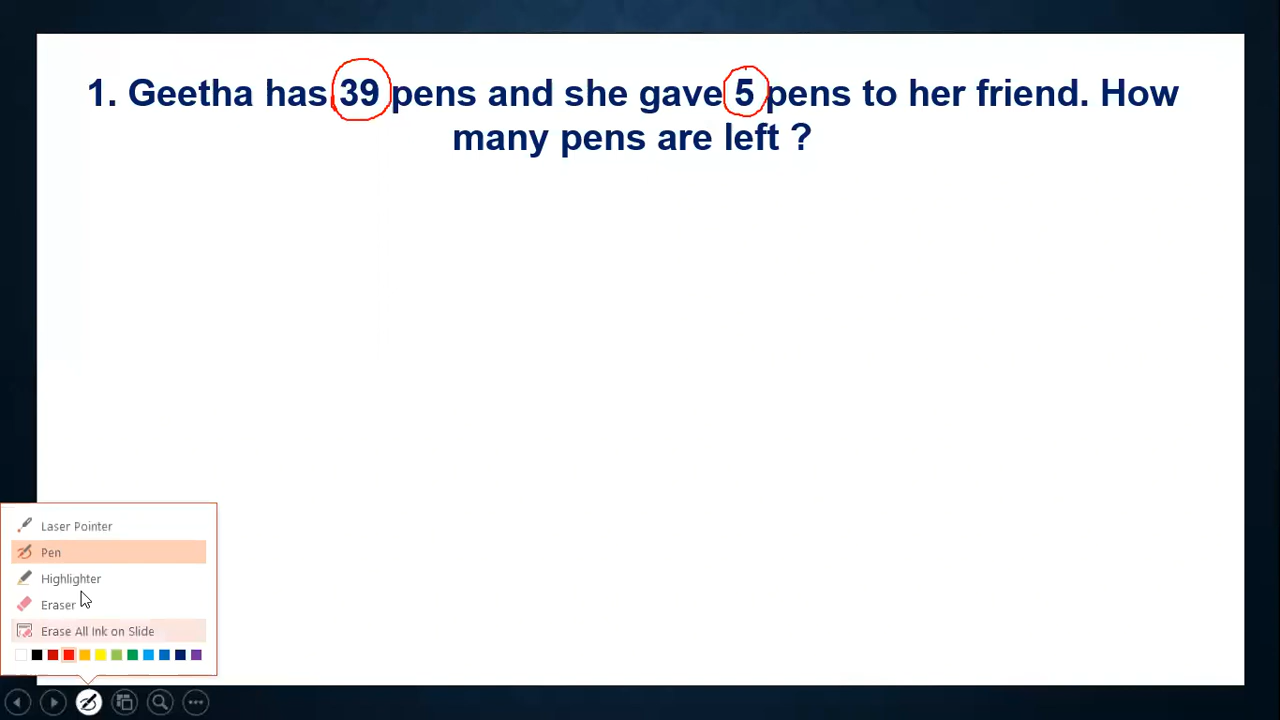 1. Geetha has 39 pens and she gave 5 pens to her friend. How
many pens are left ?
Laser Pointer
Pen
Highlighter
Eraser
Erase All Ink on Slide